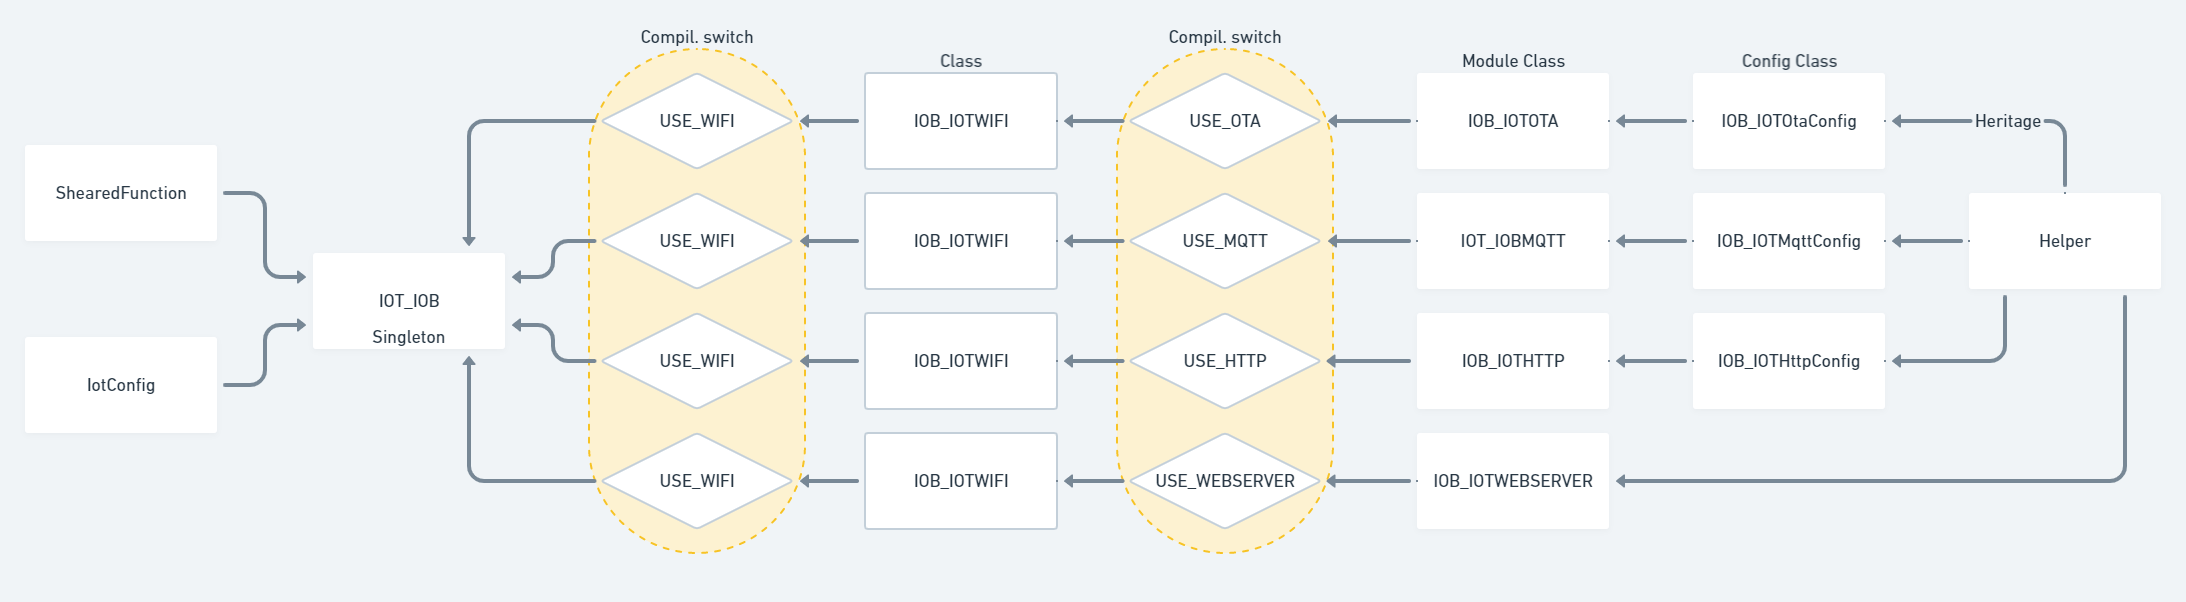 Compil. switch
Compil. switch
Class
Module Class
Config Class
USE_WIFI
IOB_IOTWIFI
USE_OTA
IOB_IOTOTA
IOB_IOTOtaConfig
Heritage
ShearedFunction
USE_WIFI
IOB_IOTWIFI
USE_MQTT
IOT_IOBMQTT
IOB_IOTMqttConfig
Helper
IOT_IOB
Singleton
USE_WIFI
IOB_IOTWIFI
USE_HTTP
IOB_IOTHTTP
IOB_IOTHttpConfig
IotConfig
USE_WIFI
IOB_IOTWIFI
USE_WEBSERVER
IOB_IOTWEBSERVER